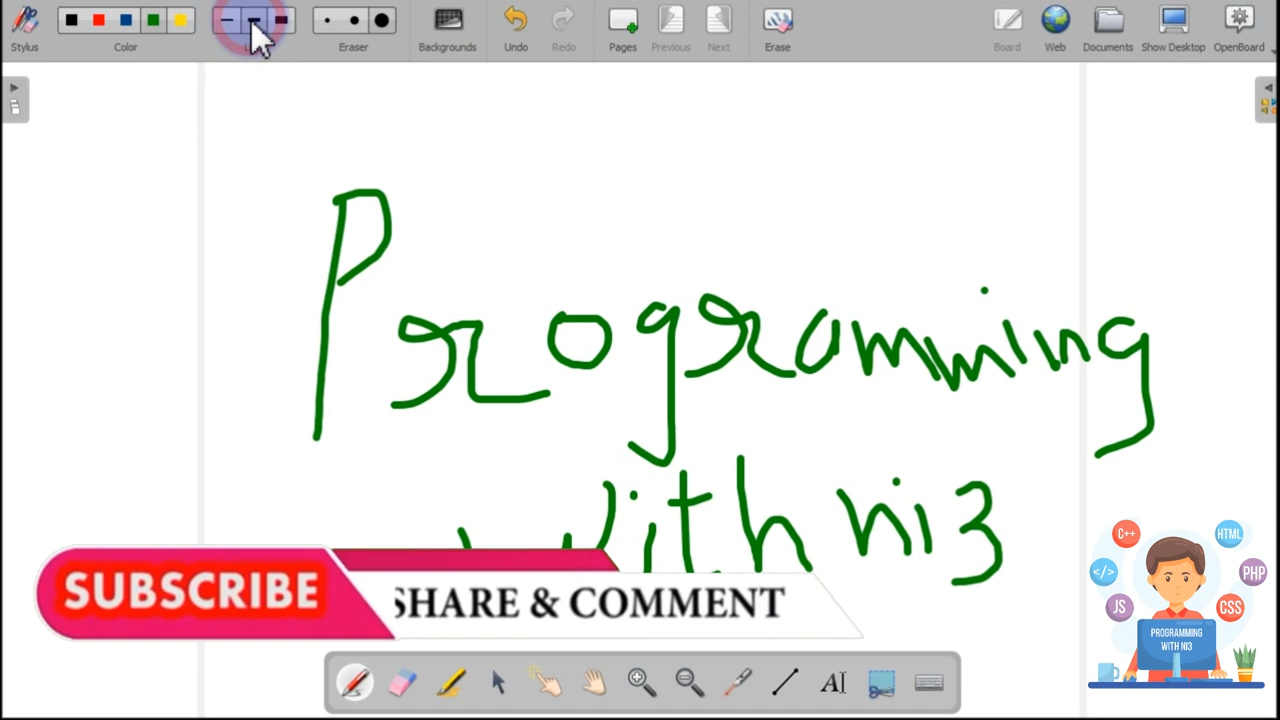 Stylus Color Eraser Backgrounds Undo Redo Pages Previous Next Erase Board Web Documents Show Desktop OpenBoard
Programming
with ni3
SUBSCRIBE
SHARE & COMMENT
C++
HTML
</>
PHP
JS
CSS
PROGRAMMING
WITH NI3
AI